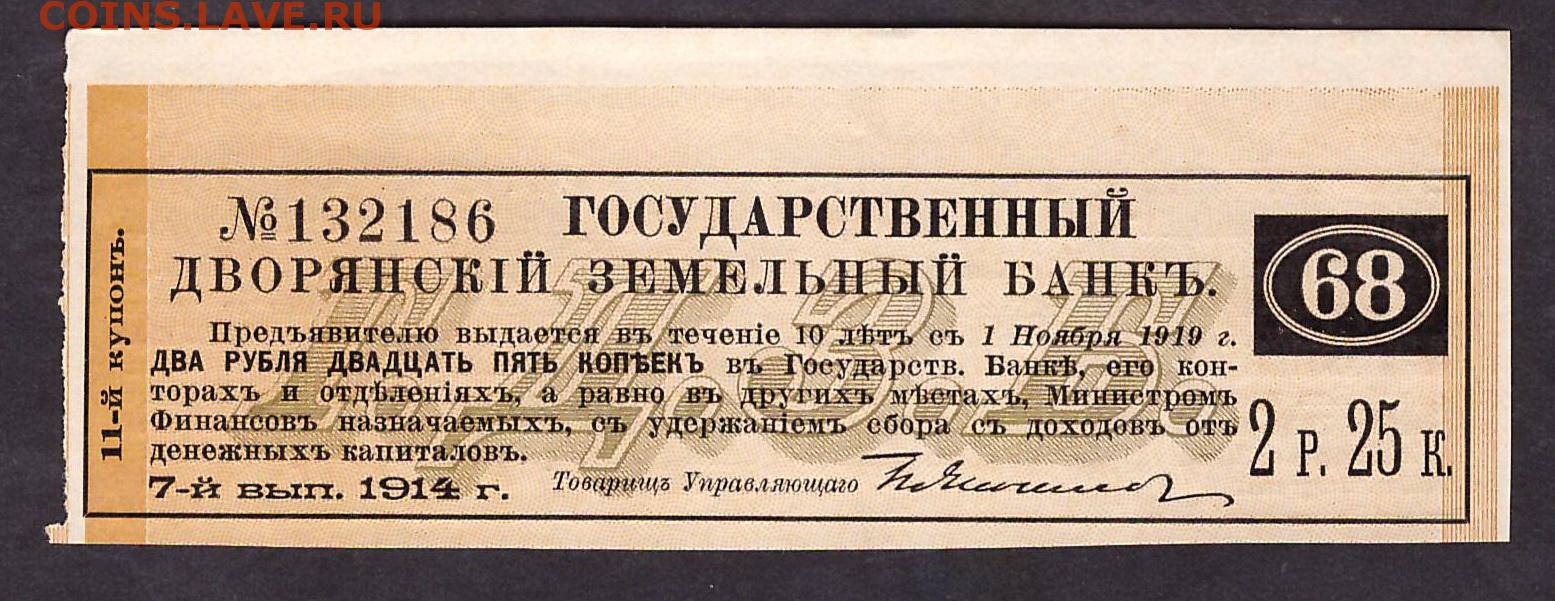 COINS.LAVE.RU
№132186 ГОСУДАРСТВЕННЫЙ
ДВОРЯНСКІЙ ЗЕМЕЛЬНЫЙ БАНКЪ.
68
Г.Д.З.Б.
11-й купонъ.
Предъявителю выдается въ теченіе 10 лѣтъ съ 1 Ноября 1919 г.
ДВА РУБЛЯ ДВАДЦАТЬ ПЯТЬ КОПѢЕКЪ въ Государств. Банкѣ, его кон-
торахъ и отдѣленіяхъ, а равно въ другихъ мѣстахъ, Министромъ
Финансовъ назначаемыхъ, съ удержаніемъ сбора съ доходовъ отъ
денежныхъ капиталовъ.
2 Р. 25 К.
7-й вып. 1914 г. Товарищъ Управляющаго